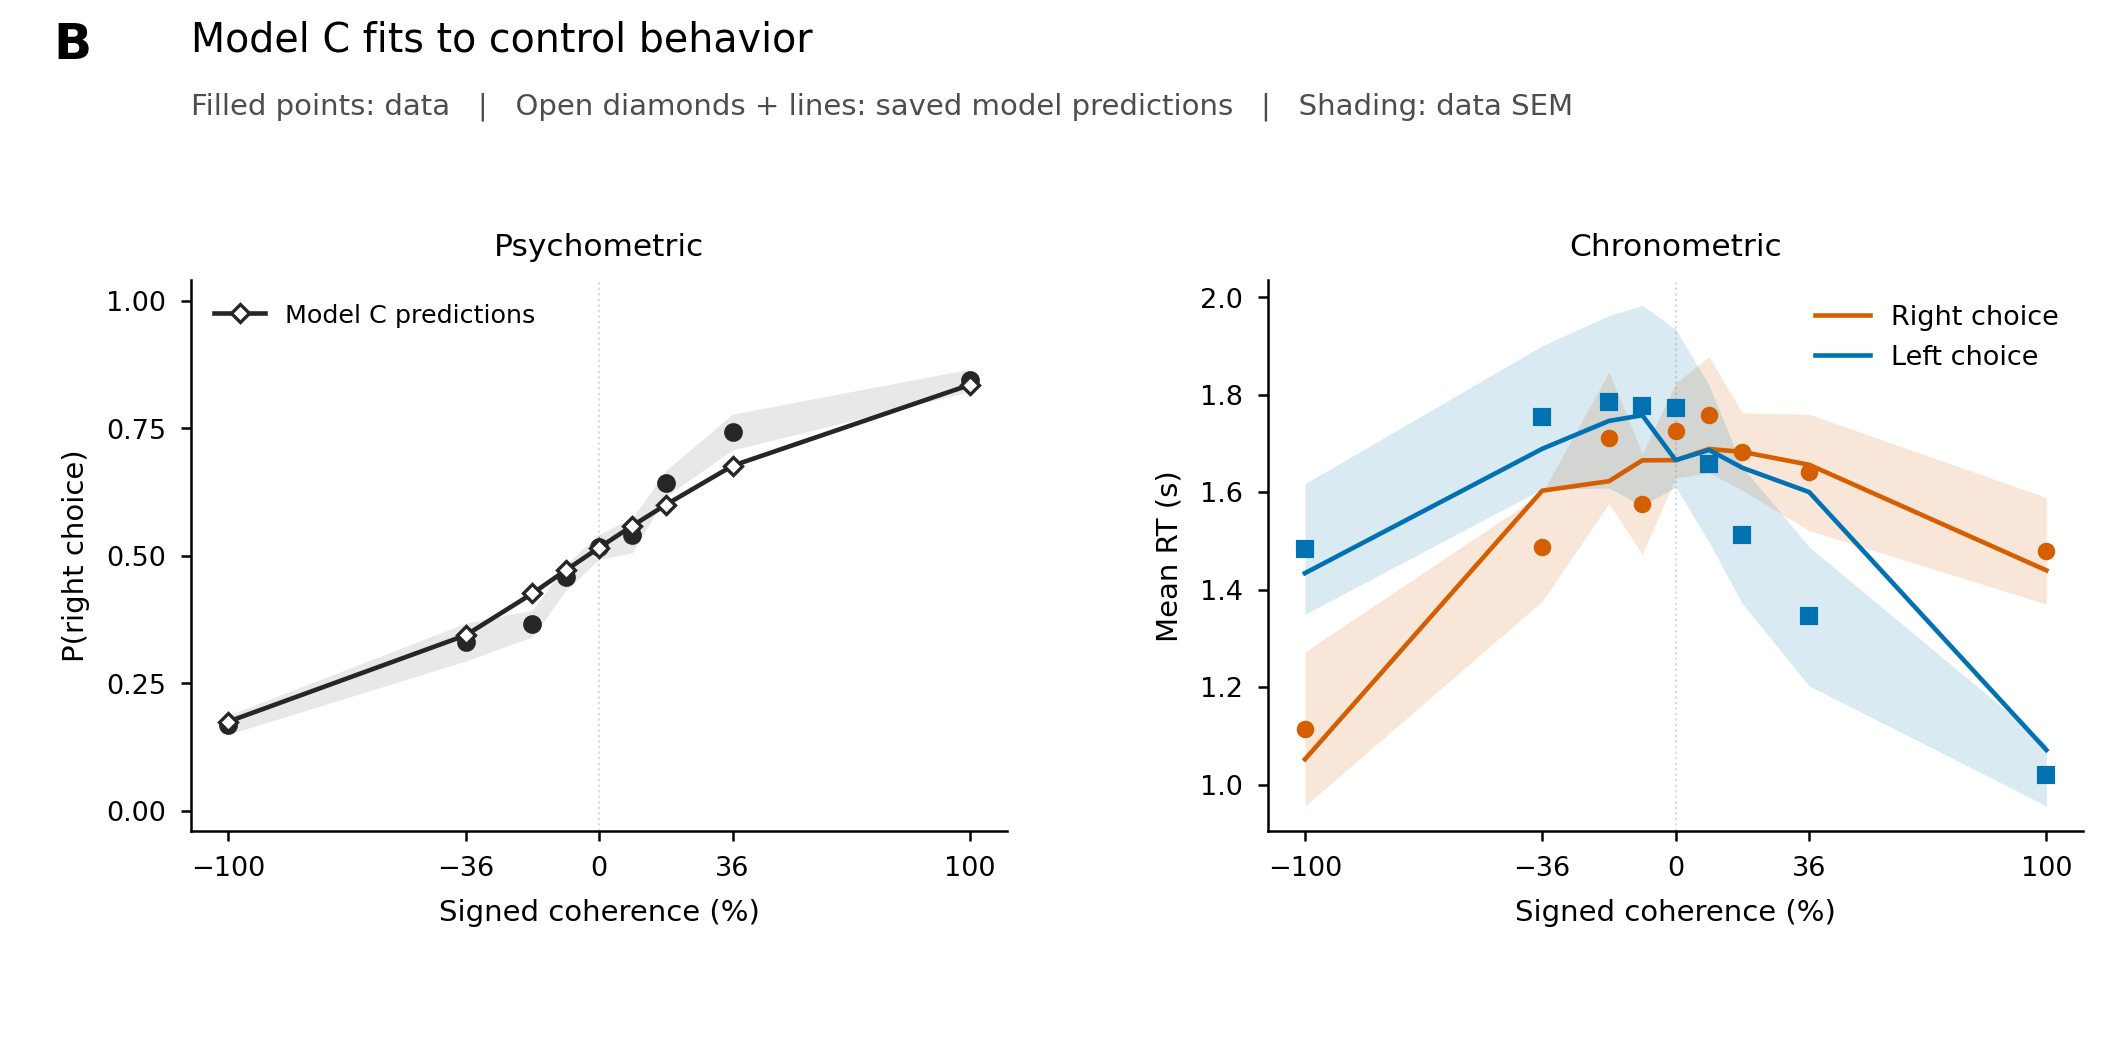 B Model C fits to control behavior
Filled points: data | Open diamonds + lines: saved model predictions | Shading: data SEM
Psychometric
1.00
0.75
0.50
0.25
0.00
P(right choice)
Model C predictions
−100 −36 0 36 100
Signed coherence (%)
Chronometric
2.0
1.8
1.6
1.4
1.2
1.0
Mean RT (s)
Right choice
Left choice
−100 −36 0 36 100
Signed coherence (%)